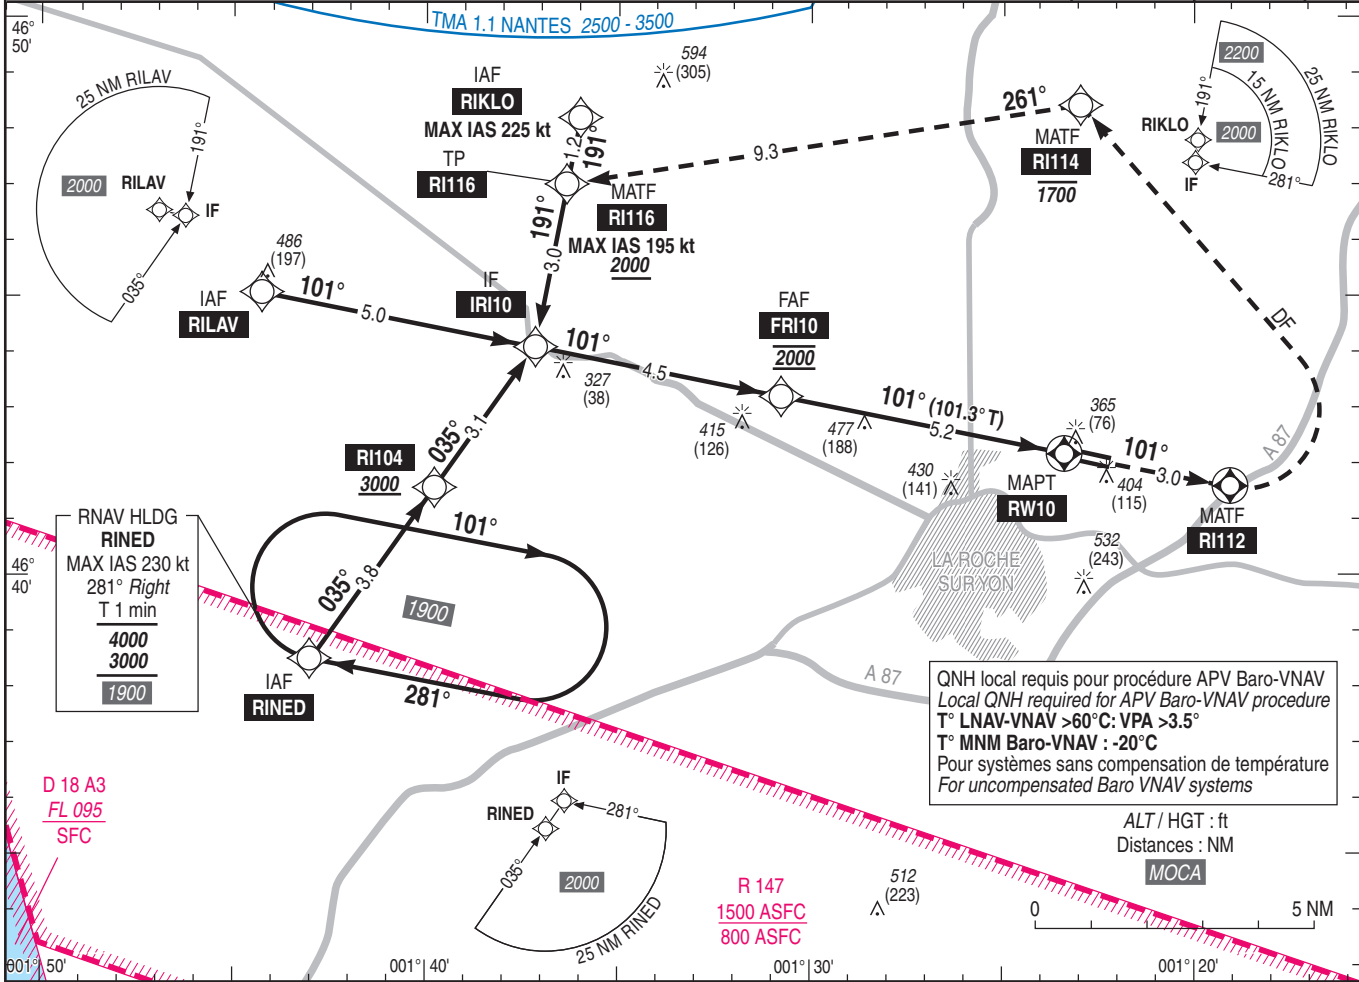 46°
50'
TMA 1.1 NANTES 2500 - 3500
594
(305)
25 NM RILAV
191°
2000
RILAV
IF
035°
IAF
RIKLO
MAX IAS 225 kt
1.2
191°
TP
RI116
MATF
RI116
MAX IAS 195 kt
2000
191°
3.0
9.3
261°
MATF
RI114
1700
2200
191°
15 NM RIKLO
25 NM RIKLO
RIKLO
2000
IF
281°
486
(197)
IAF
RILAV
101°
5.0
IF
IRI10
101°
4.5
327
(38)
FAF
FRI10
2000
DF
415
(126)
477
(188)
101° (101.3° T)
5.2
365
(76)
101°
3.0
A 87
430
(141)
MAPT
RW10
404
(115)
MATF
RI112
532
(243)
LA ROCHE
SUR YON
RI104
3000
035°
3.1
035°
3.8
101°
1900
281°
IAF
RINED
RNAV HLDG
RINED
MAX IAS 230 kt
281° Right
T 1 min
4000
3000
1900
46°
40'
A 87
QNH local requis pour procédure APV Baro-VNAV
Local QNH required for APV Baro-VNAV procedure
T° LNAV-VNAV >60°C: VPA >3.5°
T° MNM Baro-VNAV : -20°C
Pour systèmes sans compensation de température
For uncompensated Baro VNAV systems
D 18 A3
FL 095
SFC
IF
RINED
281°
035°
2000
25 NM RINED
R 147
1500 ASFC
800 ASFC
512
(223)
ALT / HGT : ft
Distances : NM
MOCA
0
5 NM
001° 50'
001° 40'
001° 30'
001° 20'